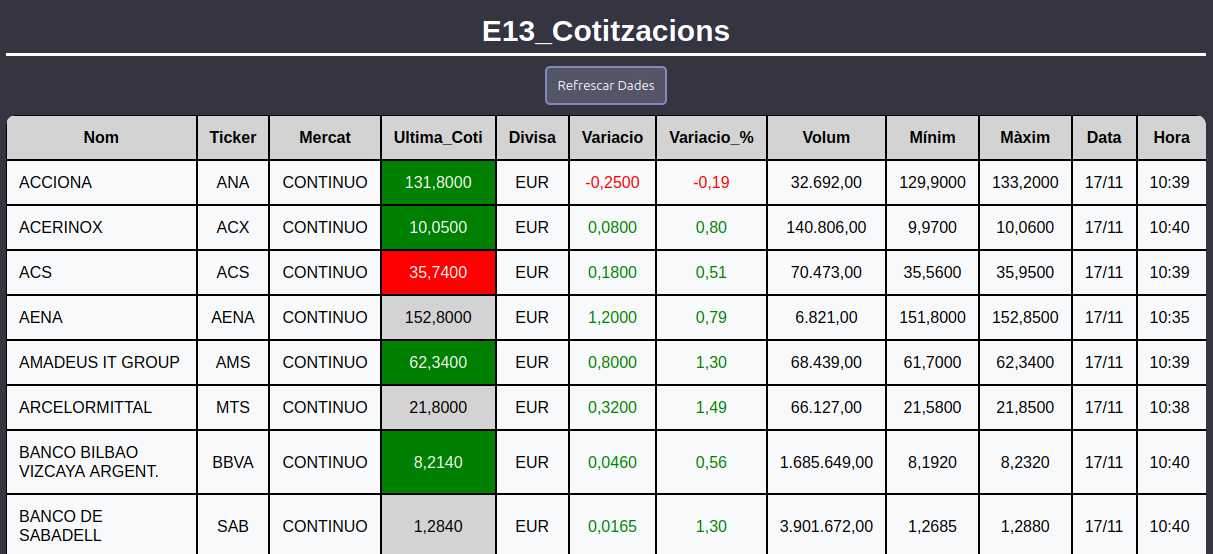 E13_Cotitzacions
Refrescar Dades
Nom Ticker Mercat Ultima_Coti Divisa Variacio Variacio_% Volum Mínim Màxim Data Hora
ACCIONA ANA CONTINUO 131,8000 EUR -0,2500 -0,19 32.692,00 129,9000 133,2000 17/11 10:39
ACERINOX ACX CONTINUO 10,0500 EUR 0,0800 0,80 140.806,00 9,9700 10,0600 17/11 10:40
ACS ACS CONTINUO 35,7400 EUR 0,1800 0,51 70.473,00 35,5600 35,9500 17/11 10:39
AENA AENA CONTINUO 152,8000 EUR 1,2000 0,79 6.821,00 151,8000 152,8500 17/11 10:35
AMADEUS IT GROUP AMS CONTINUO 62,3400 EUR 0,8000 1,30 68.439,00 61,7000 62,3400 17/11 10:39
ARCELORMITTAL MTS CONTINUO 21,8000 EUR 0,3200 1,49 66.127,00 21,5800 21,8500 17/11 10:38
BANCO BILBAO
VIZCAYA ARGENT. BBVA CONTINUO 8,2140 EUR 0,0460 0,56 1.685.649,00 8,1920 8,2320 17/11 10:40
BANCO DE
SABADELL SAB CONTINUO 1,2840 EUR 0,0165 1,30 3.901.672,00 1,2685 1,2880 17/11 10:40